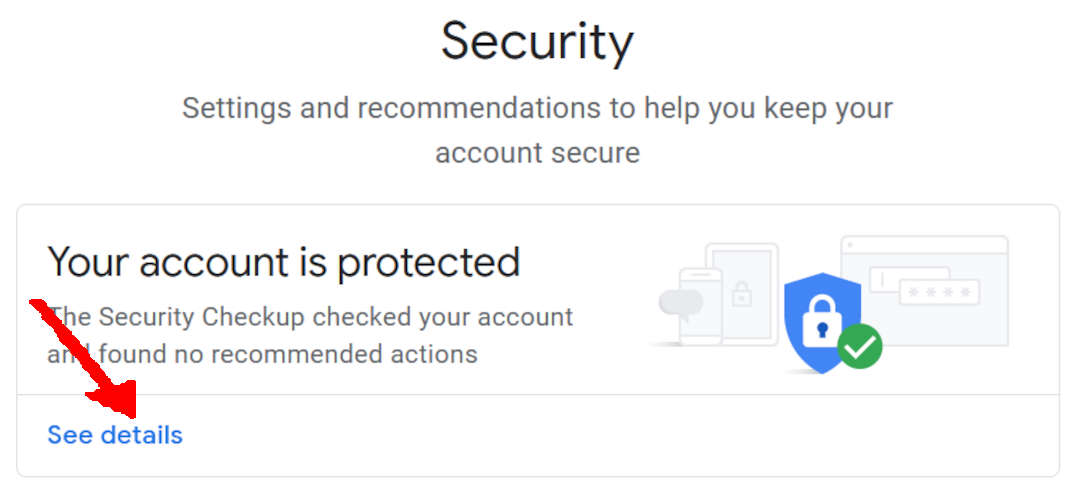 Security
Settings and recommendations to help you keep your
account secure
Your account is protected
The Security Checkup checked your account
and found no recommended actions
See details